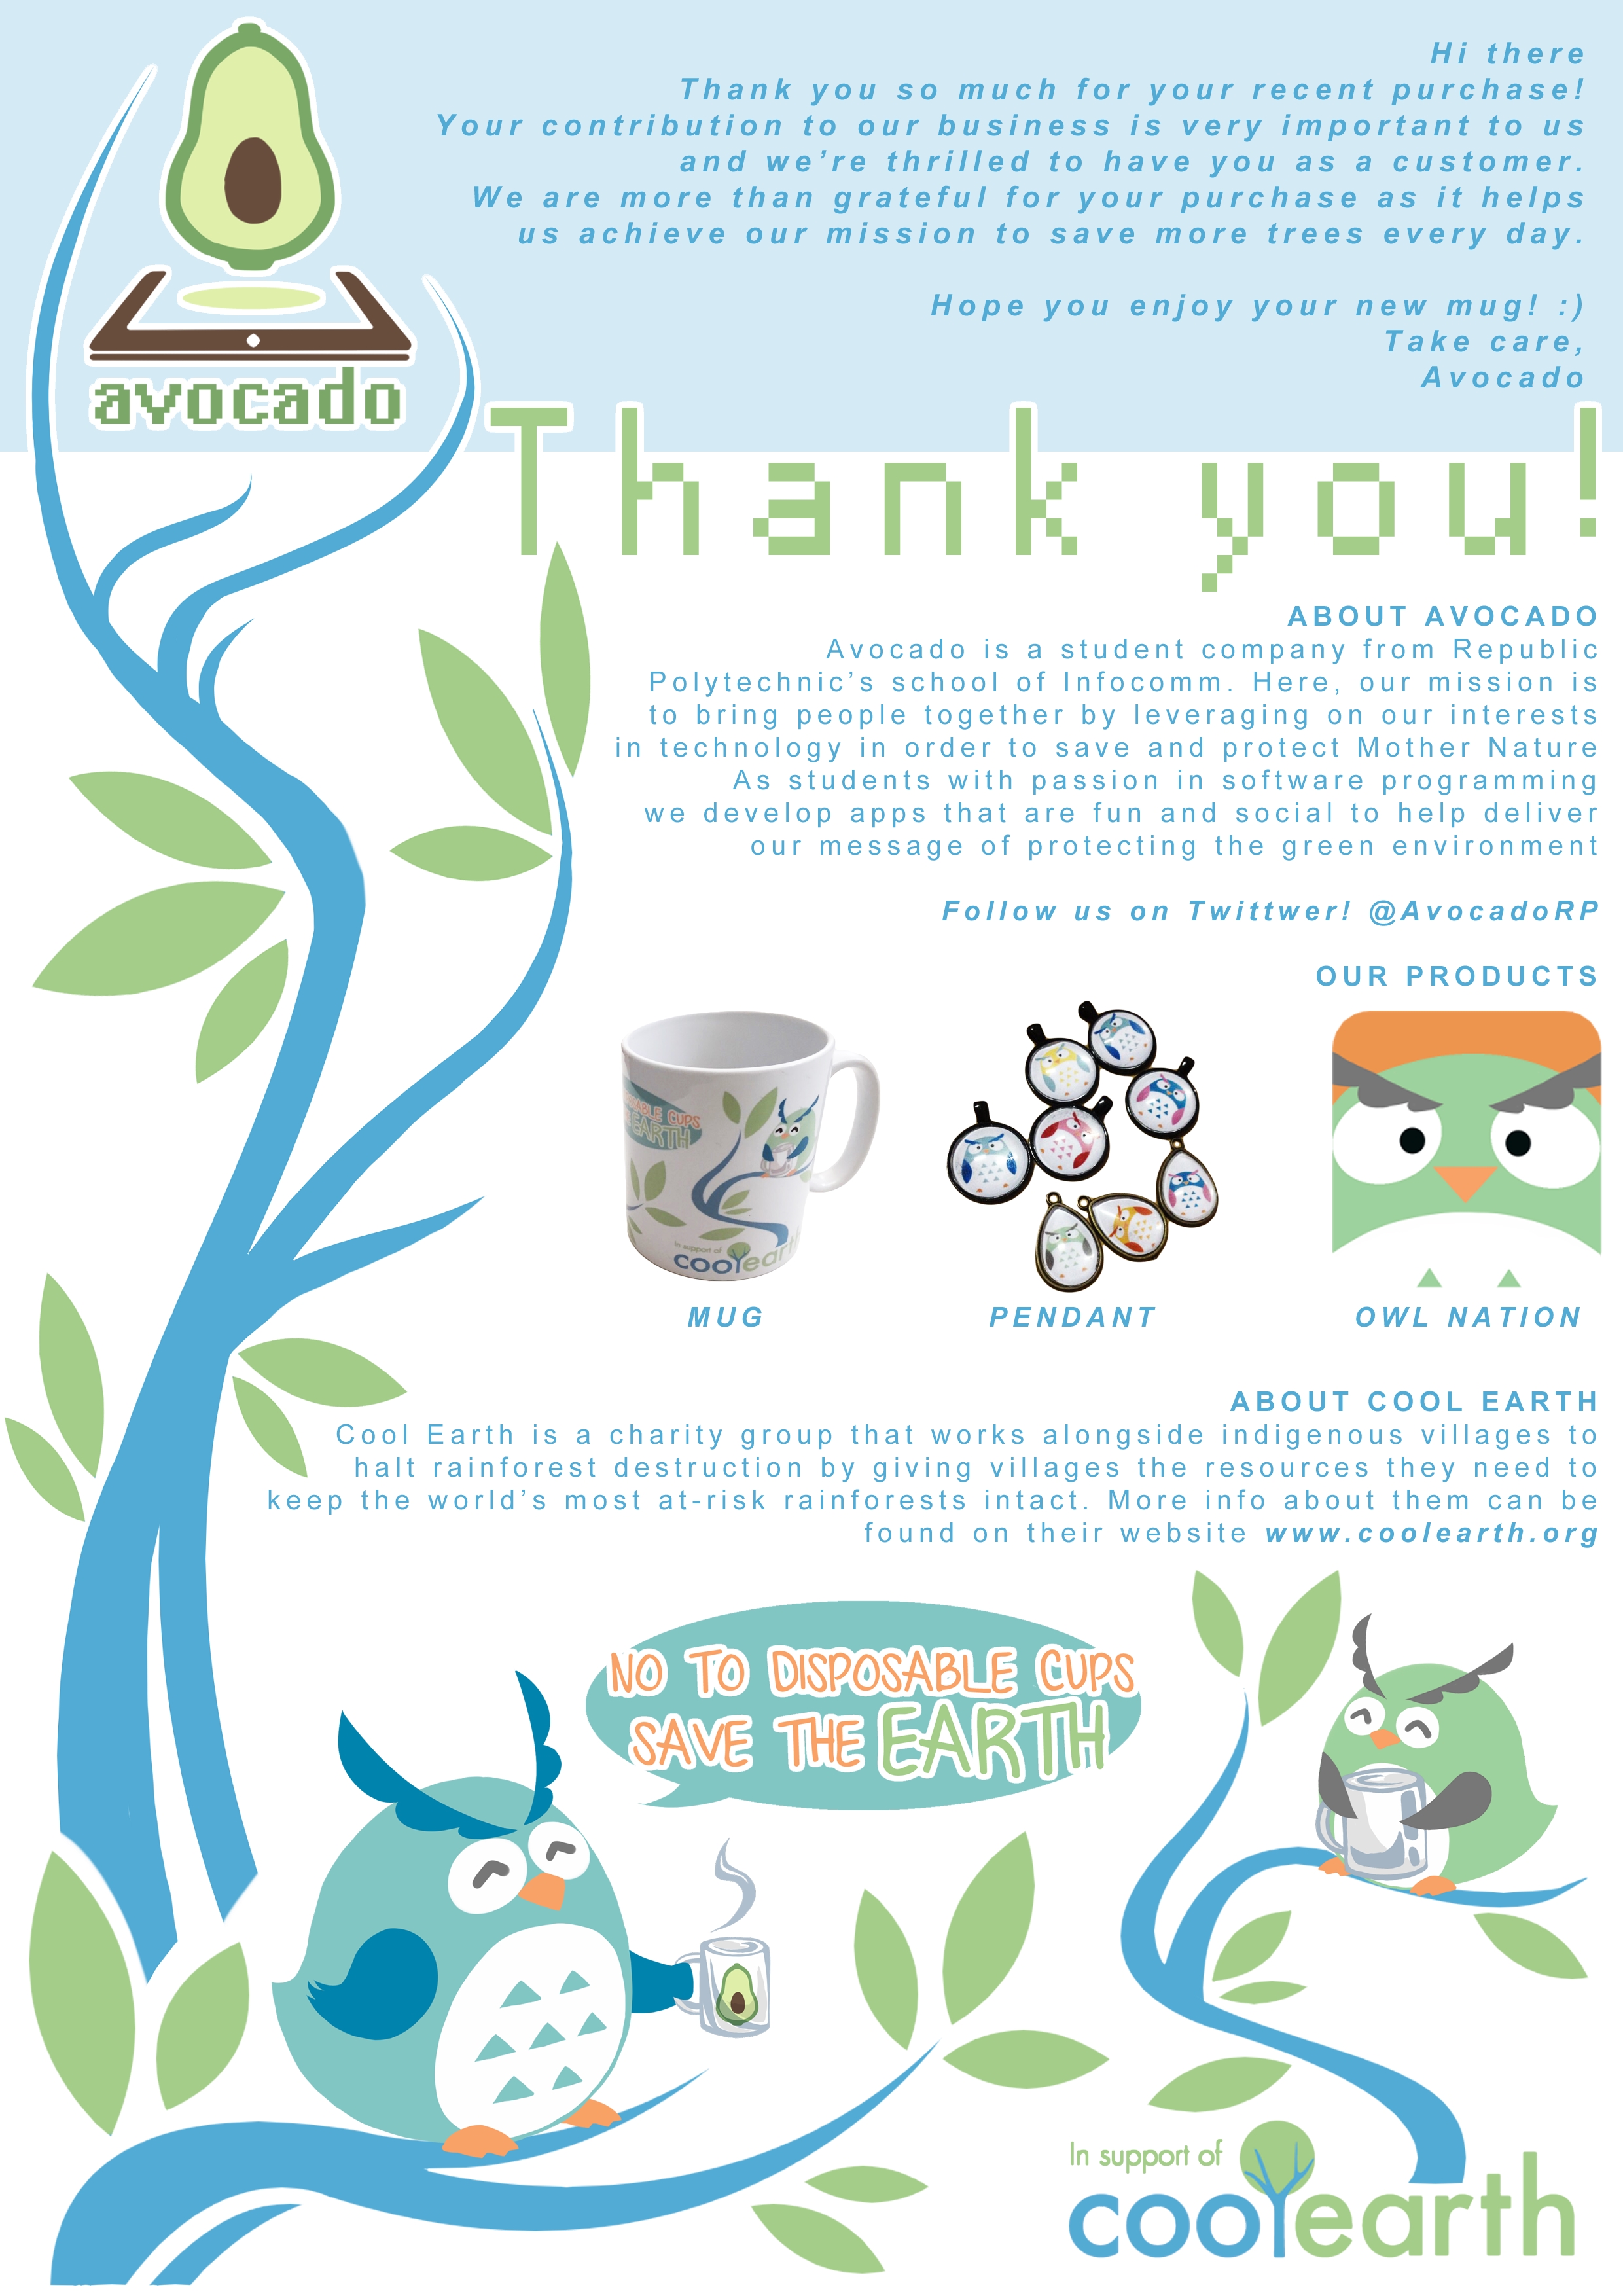 avocado
Hi there
Thank you so much for your recent purchase!
Your contribution to our business is very important to us
and we’re thrilled to have you as a customer.
We are more than grateful for your purchase as it helps
us achieve our mission to save more trees every day.
Hope you enjoy your new mug! :)
Take care,
Avocado
Thank you!
ABOUT AVOCADO
Avocado is a student company from Republic
Polytechnic’s school of Infocomm. Here, our mission is
to bring people together by leveraging on our interests
in technology in order to save and protect Mother Nature
As students with passion in software programming
we develop apps that are fun and social to help deliver
our message of protecting the green environment
Follow us on Twittwer! @AvocadoRP
OUR PRODUCTS
CUPS
EARTH
In support of
MUG
PENDANT
OWL NATION
ABOUT COOL EARTH
Cool Earth is a charity group that works alongside indigenous villages to
halt rainforest destruction by giving villages the resources they need to
keep the world’s most at-risk rainforests intact. More info about them can be
found on their website www.coolearth.org
NO TO DISPOSABLE CUPS
SAVE THE EARTH
In support of
coolearth